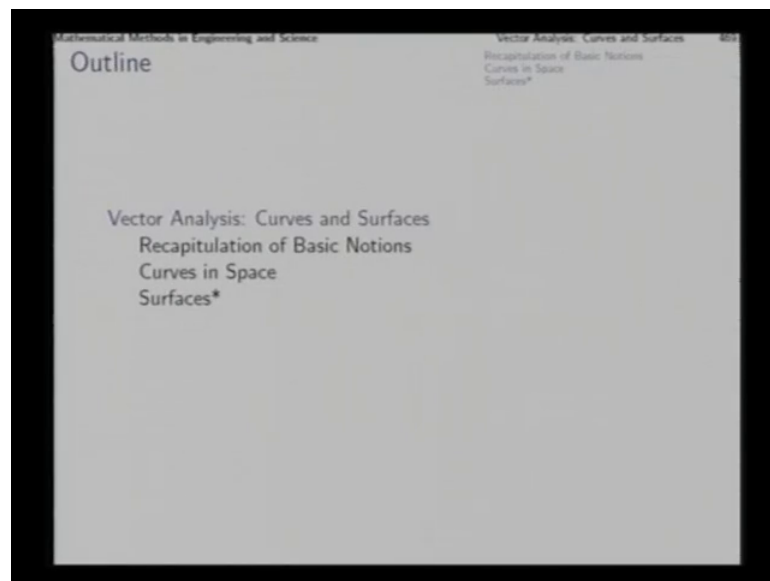 Mathematical Methods in Engineering and Science
Vector Analysis: Curves and Surfaces
469
Outline
Recapitulation of Basic Notions
Curves in Space
Surfaces*
Vector Analysis: Curves and Surfaces
Recapitulation of Basic Notions
Curves in Space
Surfaces*